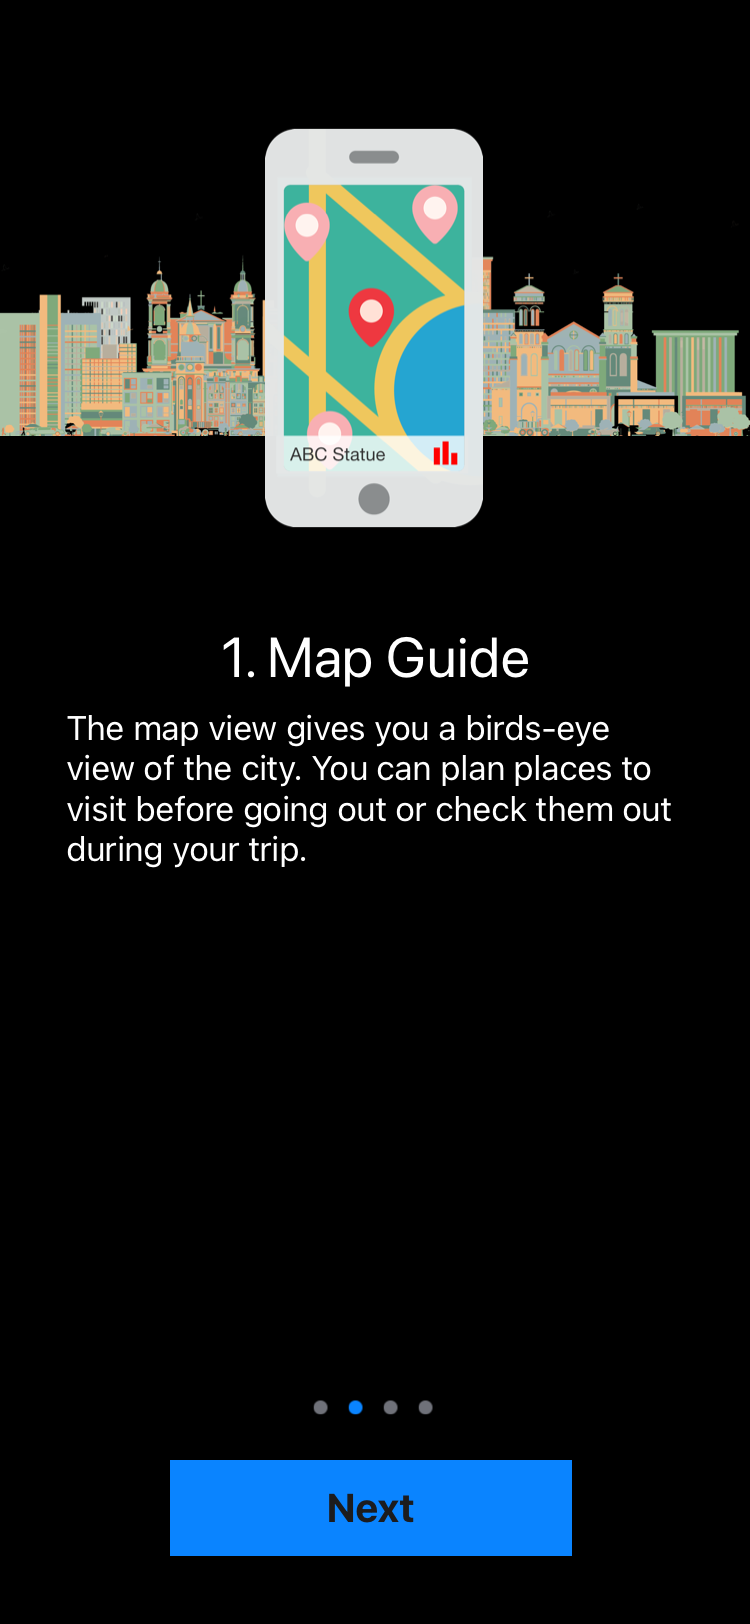 ABC Statue
1. Map Guide
The map view gives you a birds-eye
view of the city. You can plan places to
visit before going out or check them out
during your trip.
Next